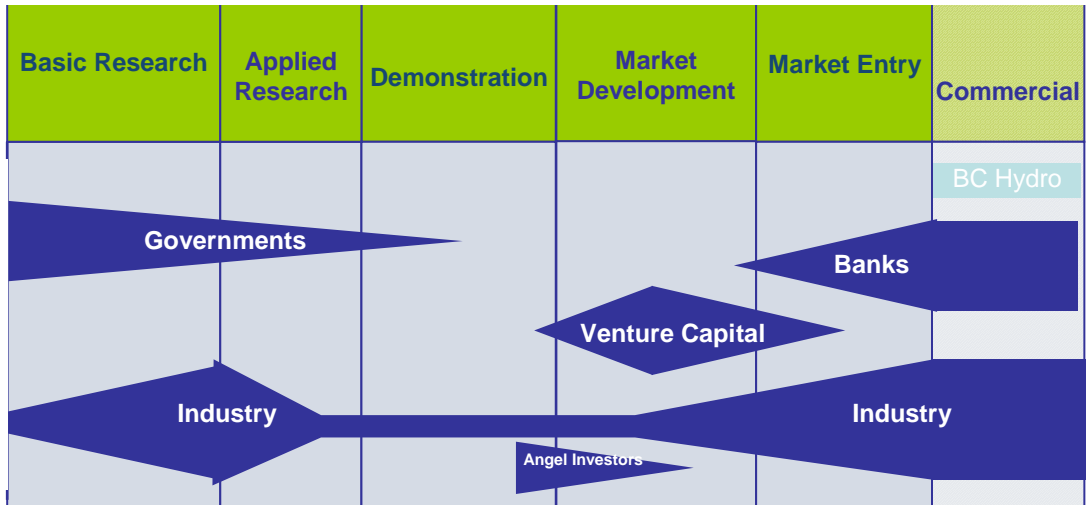 Basic Research
Applied
Research
Demonstration
Market
Development
Market Entry
Commercial
BC Hydro
Governments
Banks
Venture Capital
Industry
Industry
Angel Investors